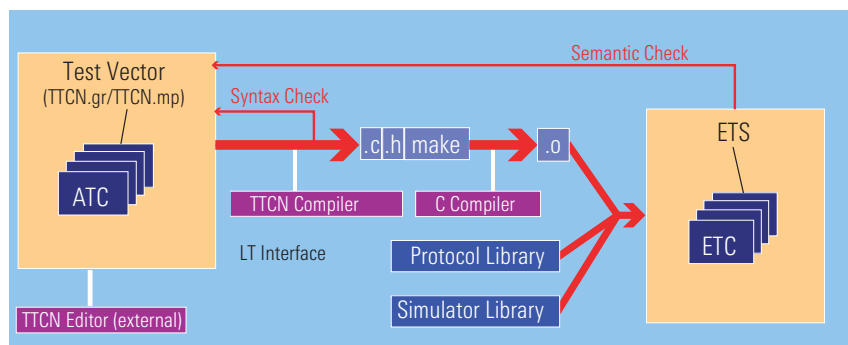 Semantic Check
Test Vector
(TTCN.gr/TTCN.mp)
Syntax Check
ETS
.c .h make
.o
ATC
TTCN Compiler
C Compiler
ETC
LT Interface
Protocol Library
Simulator Library
TTCN Editor (external)